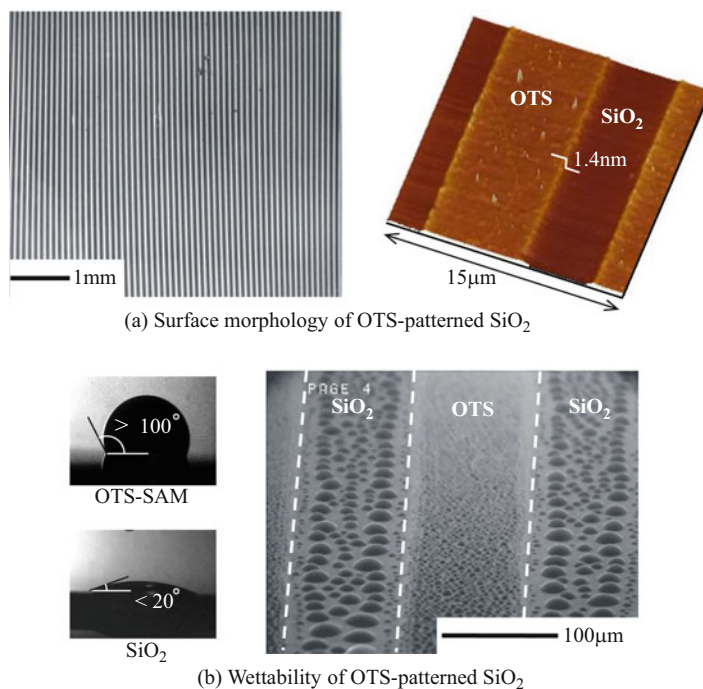 OTS
SiO₂
1.4nm
1mm
15μm
(a) Surface morphology of OTS-patterned SiO₂
> 100°
OTS-SAM
< 20°
SiO₂
PAGE 4
SiO₂
OTS
SiO₂
100μm
(b) Wettability of OTS-patterned SiO₂